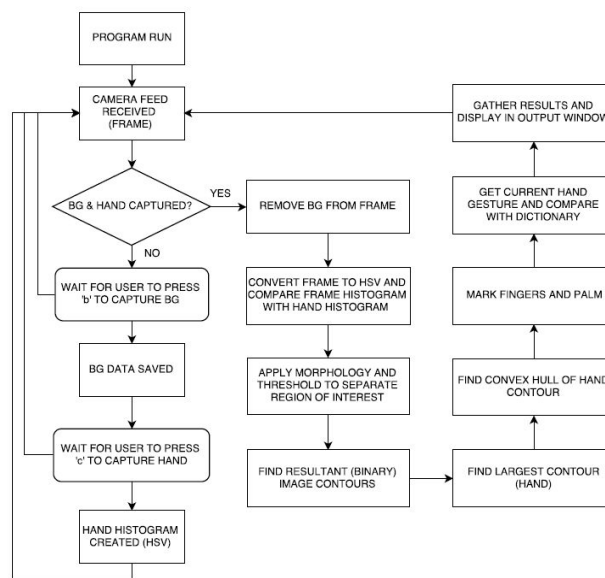 PROGRAM RUN
CAMERA FEED
RECEIVED
(FRAME)
BG & HAND CAPTURED?
YES
NO
WAIT FOR USER TO PRESS
'b' TO CAPTURE BG
BG DATA SAVED
WAIT FOR USER TO PRESS
'c' TO CAPTURE HAND
HAND HISTOGRAM
CREATED (HSV)
REMOVE BG FROM FRAME
CONVERT FRAME TO HSV AND
COMPARE FRAME HISTOGRAM
WITH HAND HISTOGRAM
APPLY MORPHOLOGY AND
THRESHOLD TO SEPARATE
REGION OF INTEREST
FIND RESULTANT (BINARY)
IMAGE CONTOURS
FIND LARGEST CONTOUR
(HAND)
FIND CONVEX HULL OF HAND
CONTOUR
MARK FINGERS AND PALM
GET CURRENT HAND
GESTURE AND COMPARE
WITH DICTIONARY
GATHER RESULTS AND
DISPLAY IN OUTPUT WINDOW